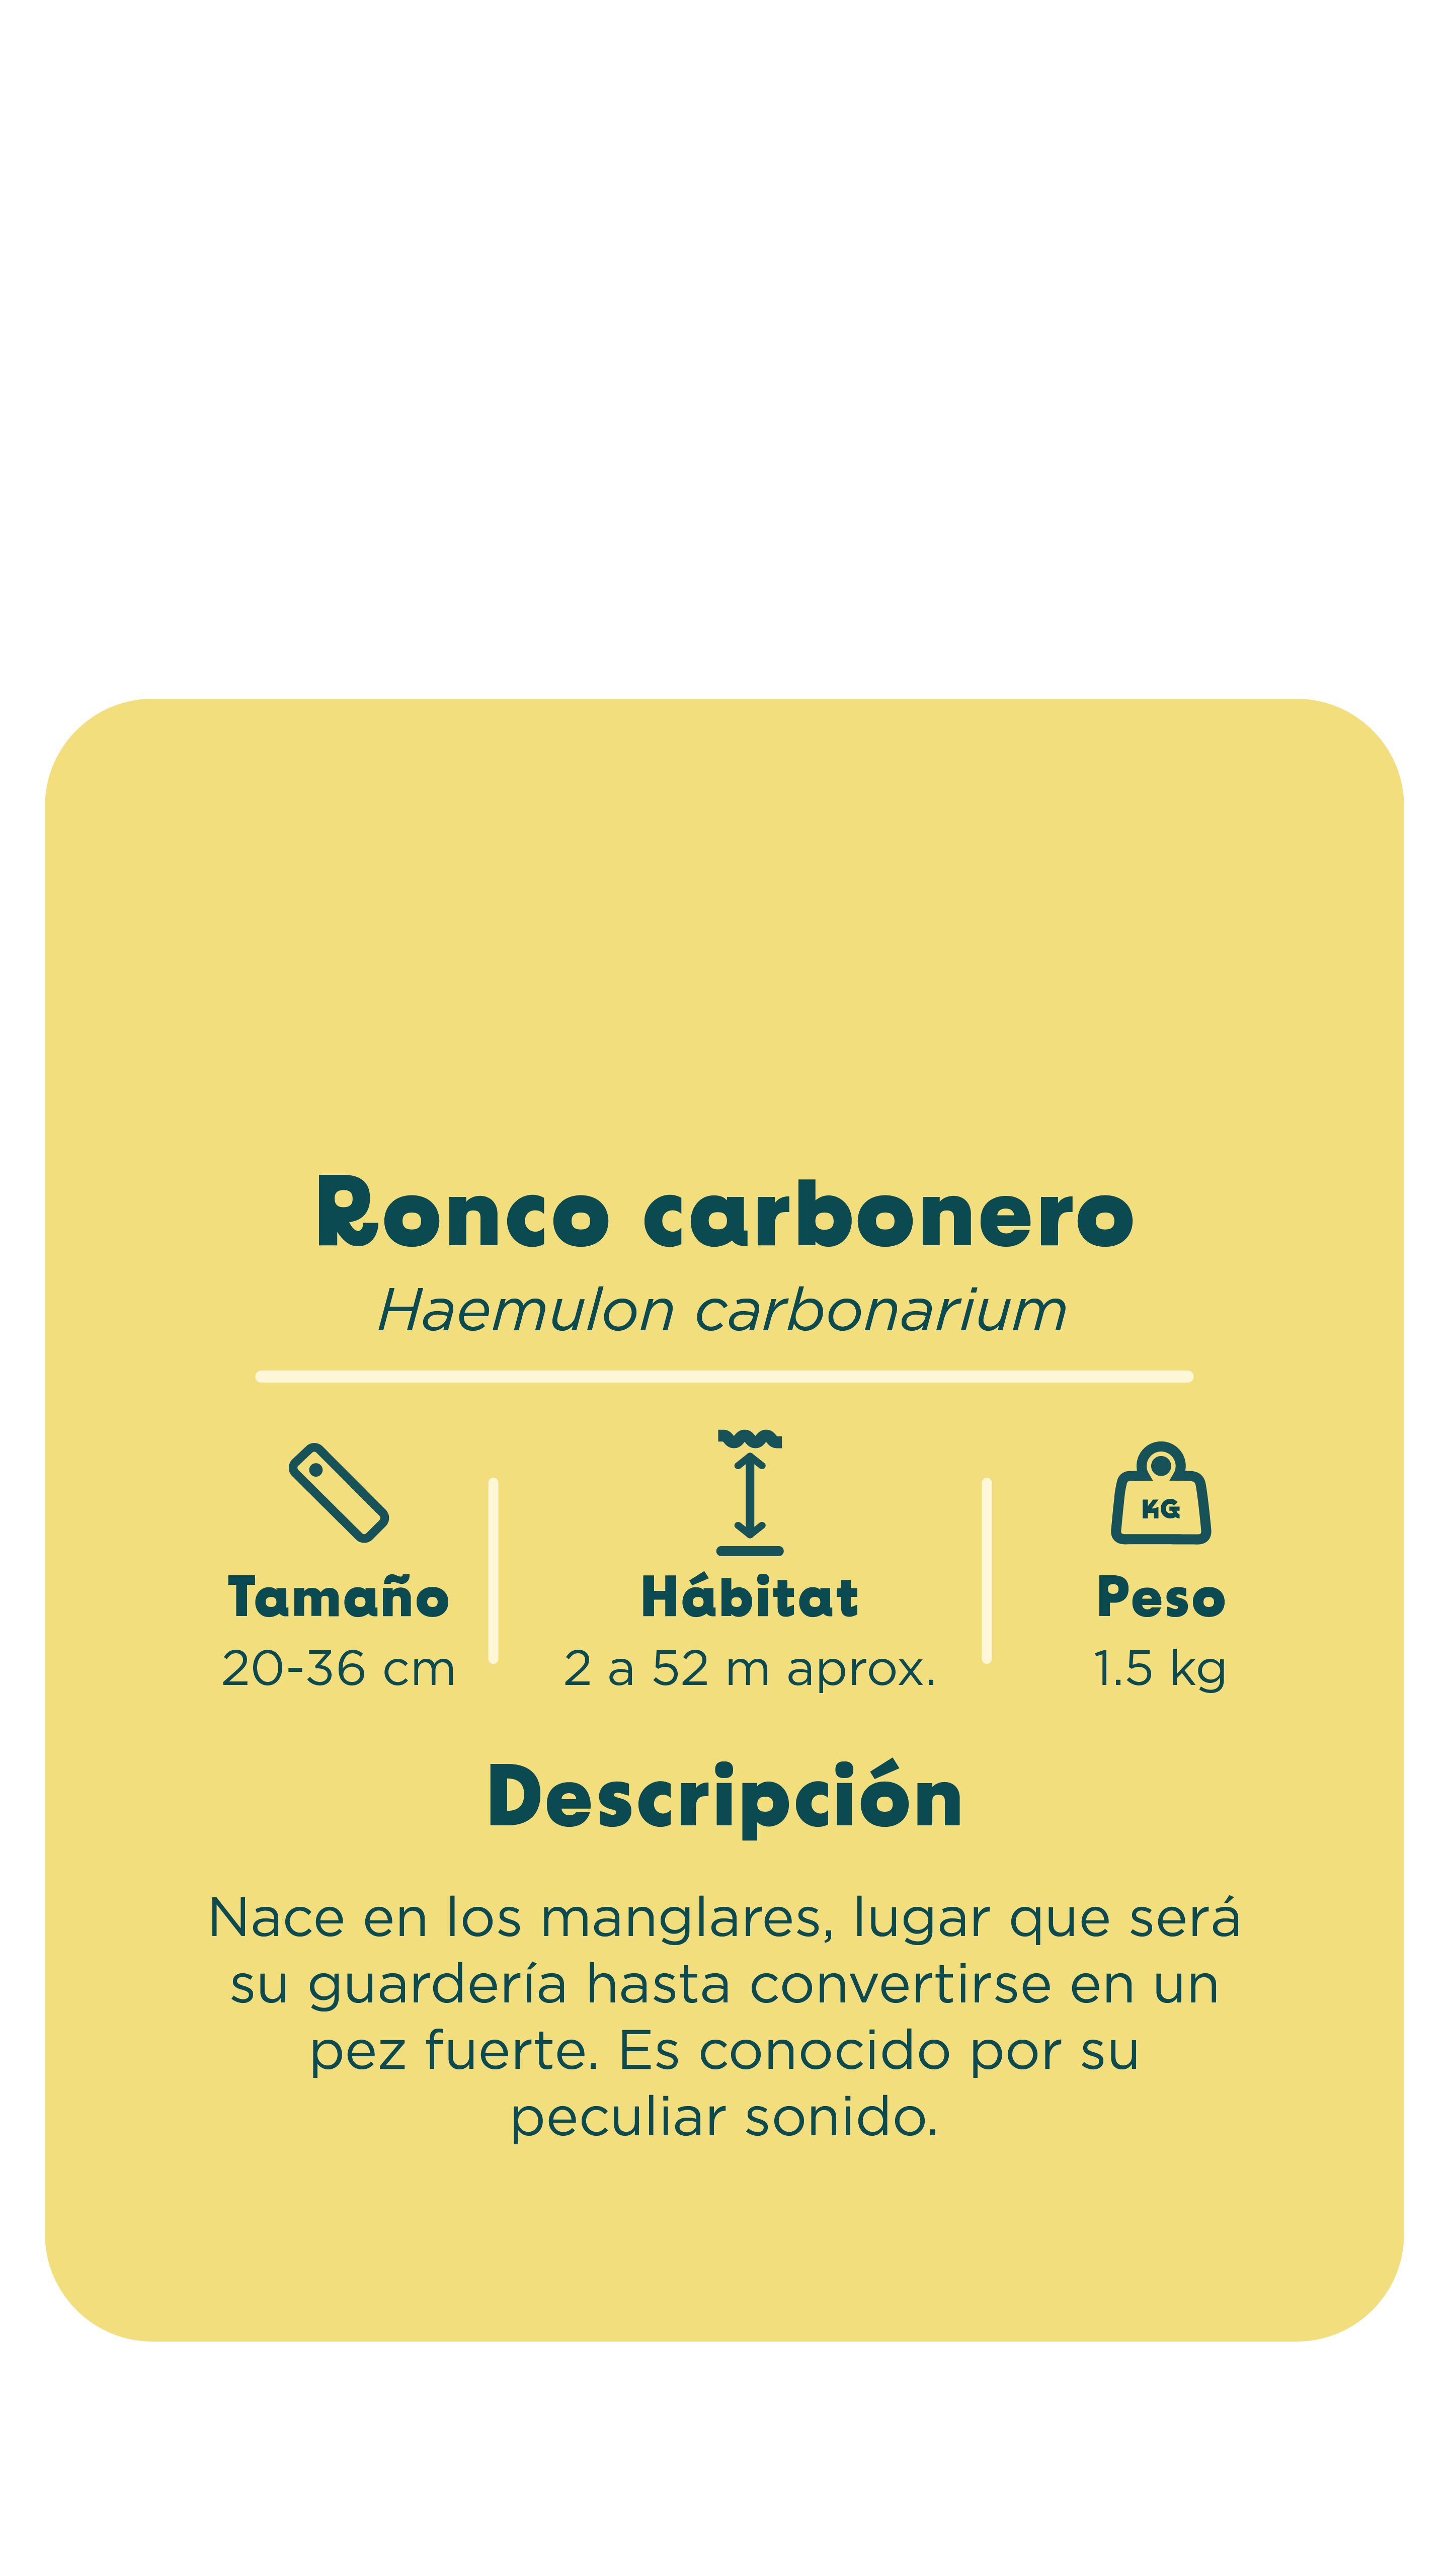 Ronco carbonero
Haemulon carbonarium
KG
Tamaño
Hábitat
Peso
20-36 cm
2 a 52 m aprox.
1.5 kg
Descripción
Nace en los manglares, lugar que será
su guardería hasta convertirse en un
pez fuerte. Es conocido por su
peculiar sonido.